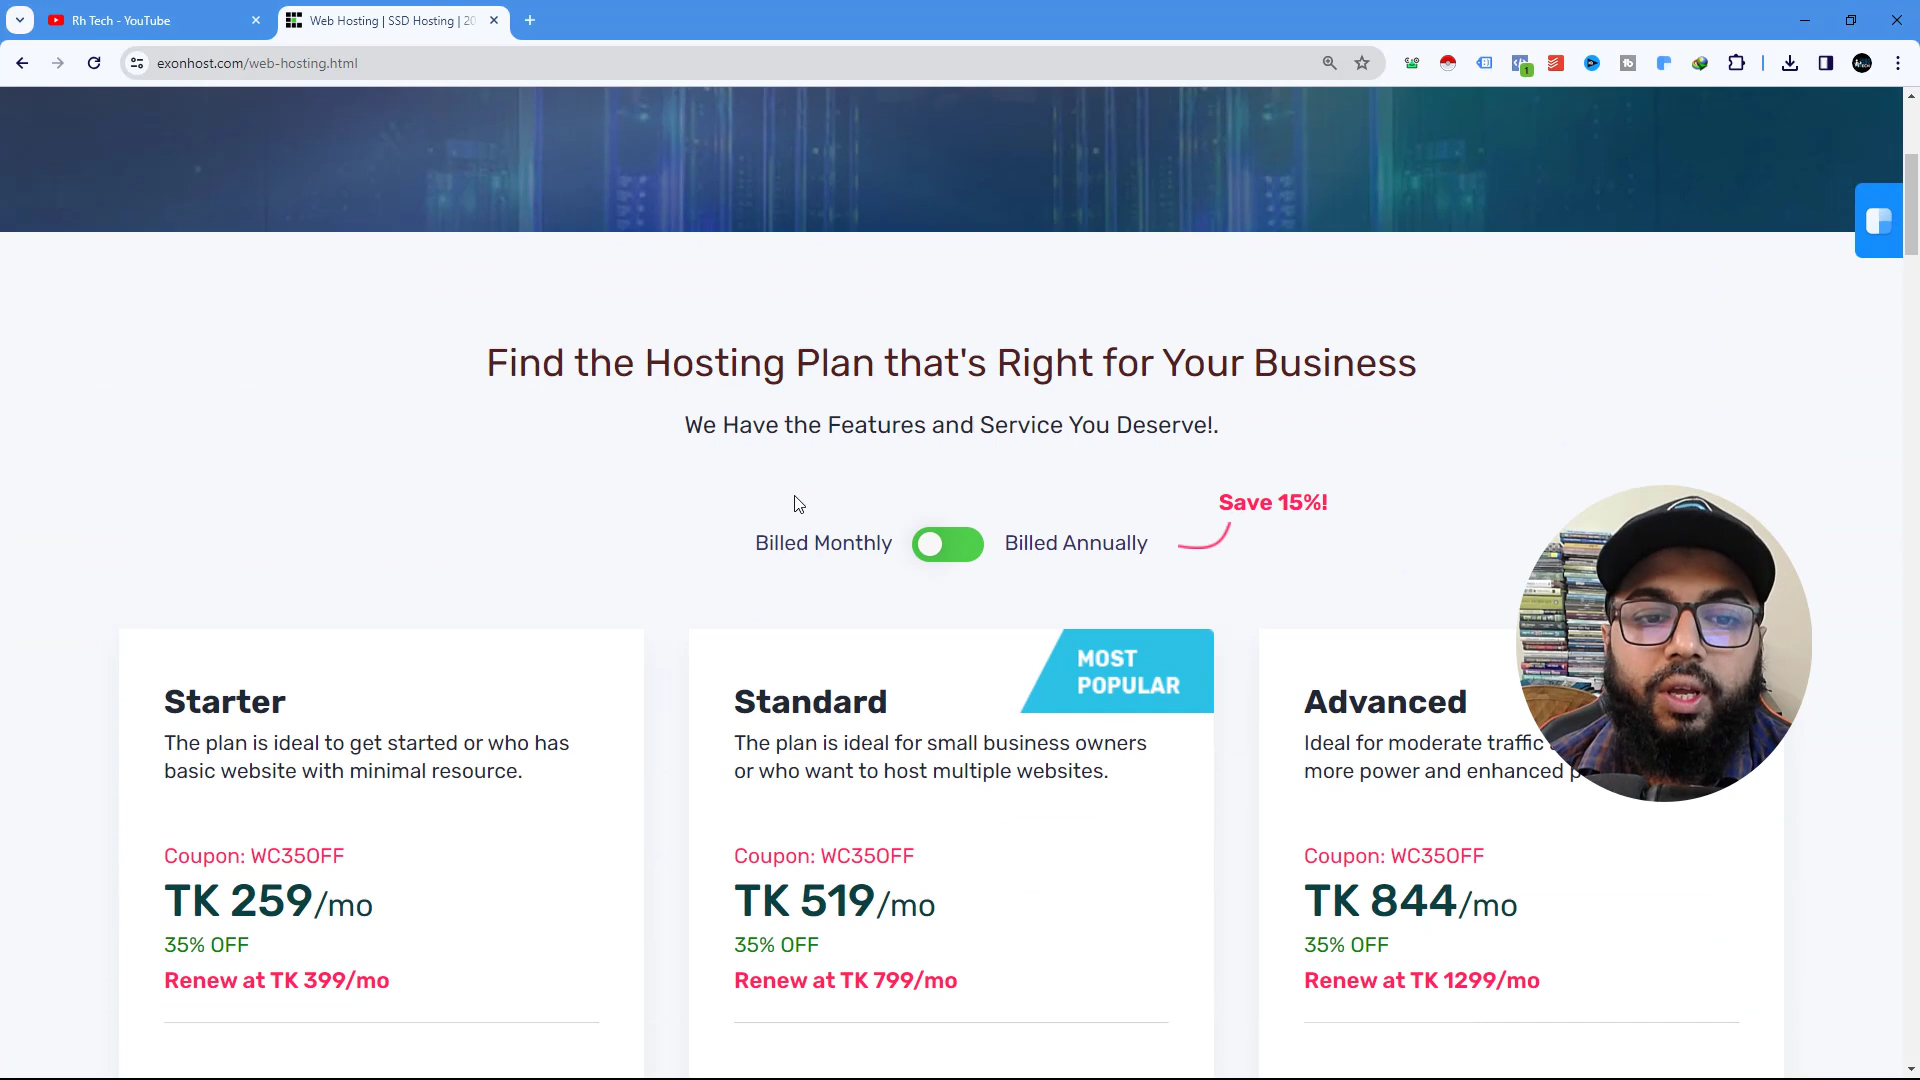 Rh Tech - YouTube
Web Hosting | SSD Hosting | 20
exonhost.com/web-hosting.html
1
Find the Hosting Plan that's Right for Your Business
We Have the Features and Service You Deserve!.
Save 15%!
Billed Monthly
Billed Annually
MOST
POPULAR
Starter
The plan is ideal to get started or who has
basic website with minimal resource.
Coupon: WC35OFF
TK 259/mo
35% OFF
Renew at TK 399/mo
Standard
The plan is ideal for small business owners
or who want to host multiple websites.
Coupon: WC35OFF
TK 519/mo
35% OFF
Renew at TK 799/mo
Advanced
Ideal for moderate traffic
more power and enhanced
Coupon: WC35OFF
TK 844/mo
35% OFF
Renew at TK 1299/mo